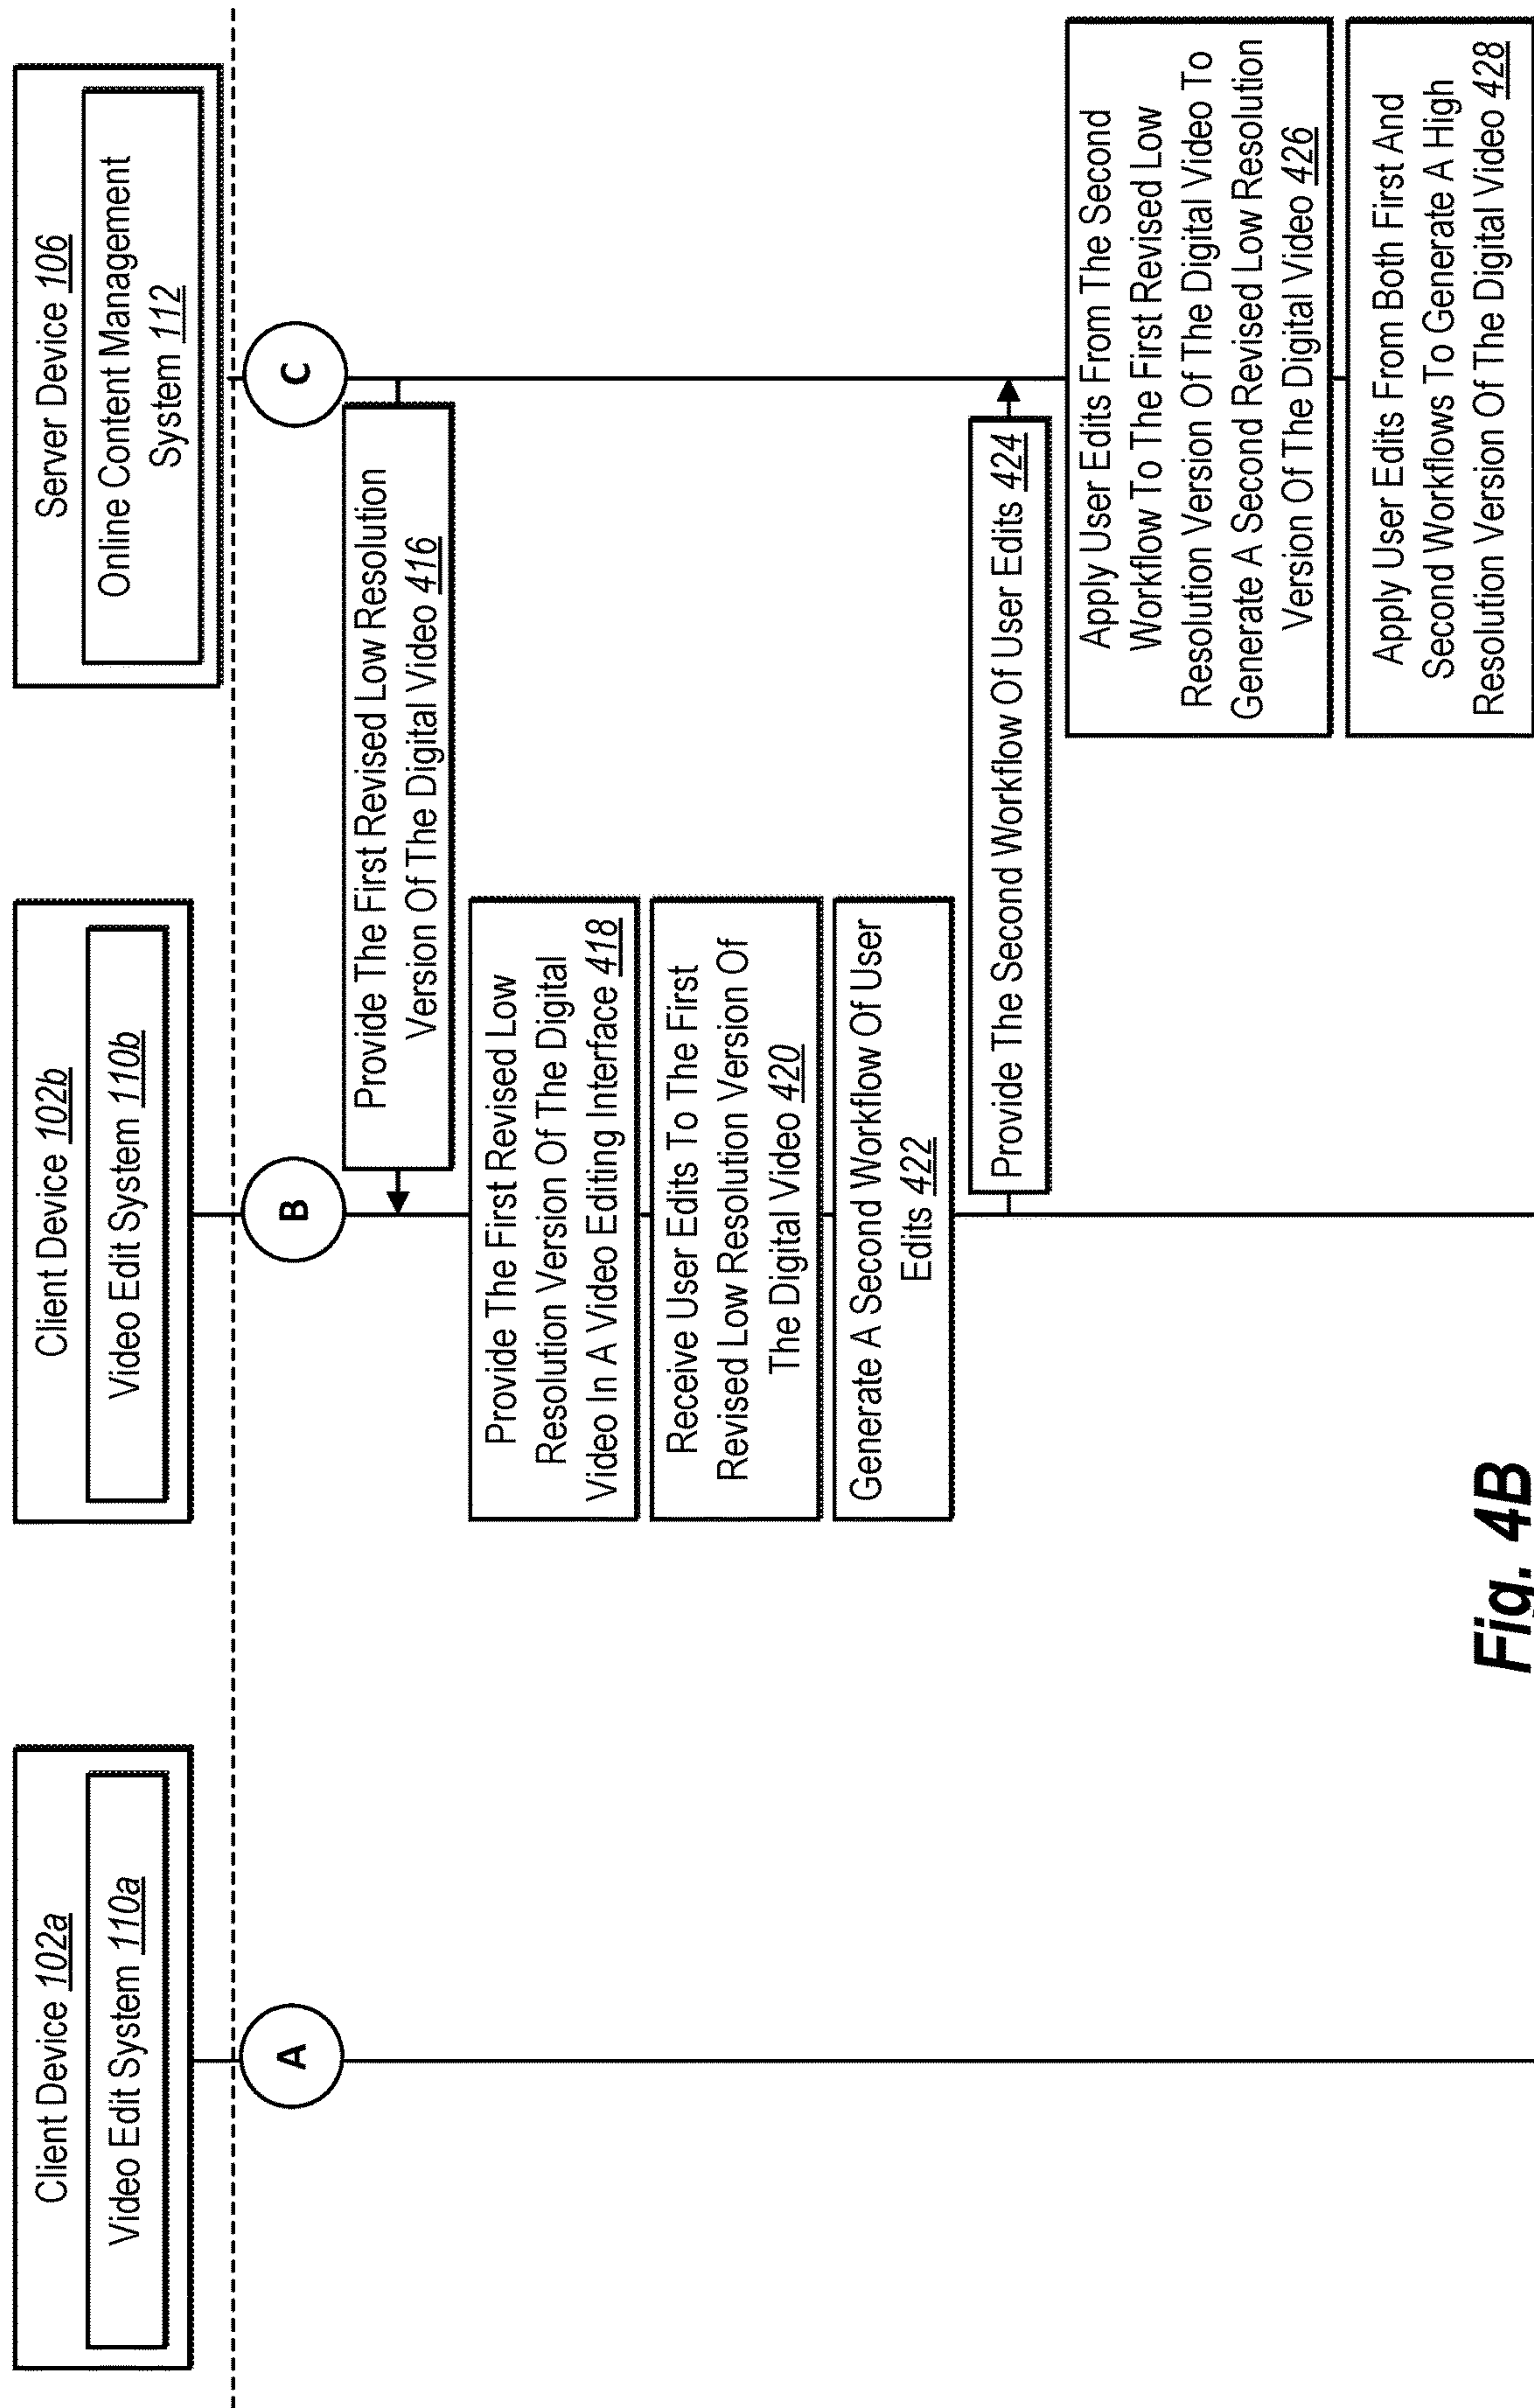 Client Device 102a
Video Edit System 110a
Client Device 102b
Video Edit System 110b
Server Device 106
Online Content Management
System 112
A
B
C
Provide The First Revised Low Resolution
Version Of The Digital Video 416
Provide The First Revised Low
Resolution Version Of The Digital
Video In A Video Editing Interface 418
Receive User Edits To The First
Revised Low Resolution Version Of
The Digital Video 420
Generate A Second Workflow Of User
Edits 422
Provide The Second Workflow Of User Edits 424
Apply User Edits From The Second
Workflow To The First Revised Low
Resolution Version Of The Digital Video To
Generate A Second Revised Low Resolution
Version Of The Digital Video 426
Apply User Edits From Both First And
Second Workflows To Generate A High
Resolution Version Of The Digital Video 428
Fig. 4B